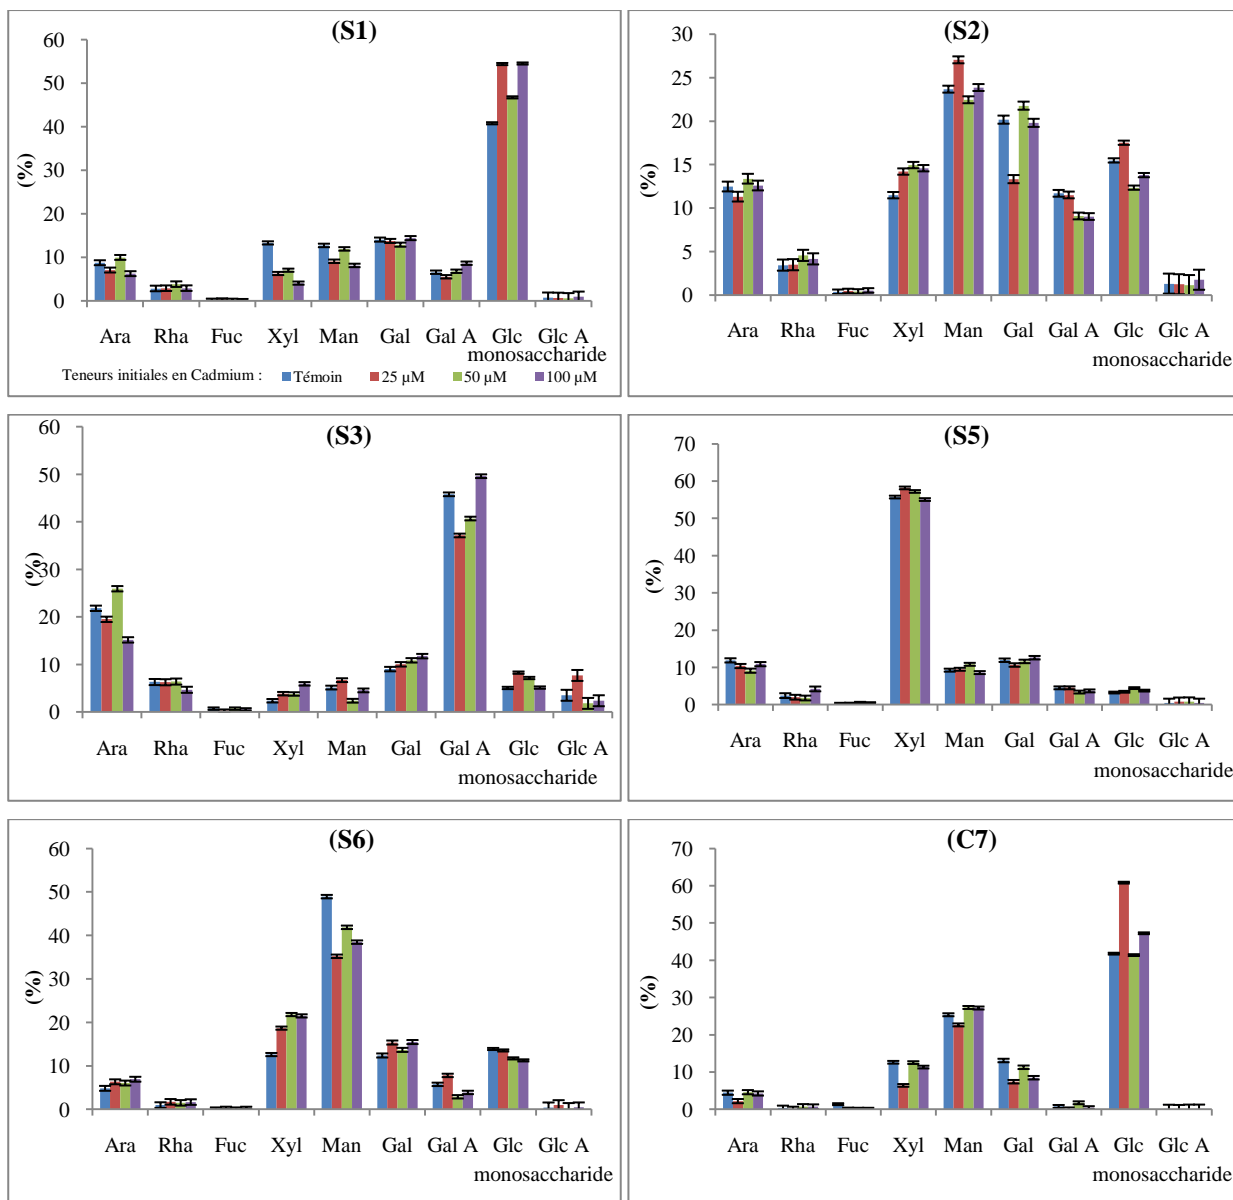 (S1)
60
50
40
30
20
10
0
(%)
Ara Rha Fuc Xyl Man Gal Gal A Glc Glc A
monosaccharide
Teneurs initiales en Cadmium : Témoin 25 µM 50 µM 100 µM
(S2)
30
25
20
15
10
5
0
(%)
Ara Rha Fuc Xyl Man Gal Gal A Glc Glc A
monosaccharide
(S3)
60
50
40
30
20
10
0
(%)
Ara Rha Fuc Xyl Man Gal Gal A Glc Glc A
monosaccharide
(S5)
70
60
50
40
30
20
10
0
(%)
Ara Rha Fuc Xyl Man Gal Gal A Glc Glc A
monosaccharide
(S6)
60
50
40
30
20
10
0
(%)
Ara Rha Fuc Xyl Man Gal Gal A Glc Glc A
monosaccharide
(C7)
70
60
50
40
30
20
10
0
(%)
Ara Rha Fuc Xyl Man Gal Gal A Glc Glc A
monosaccharide